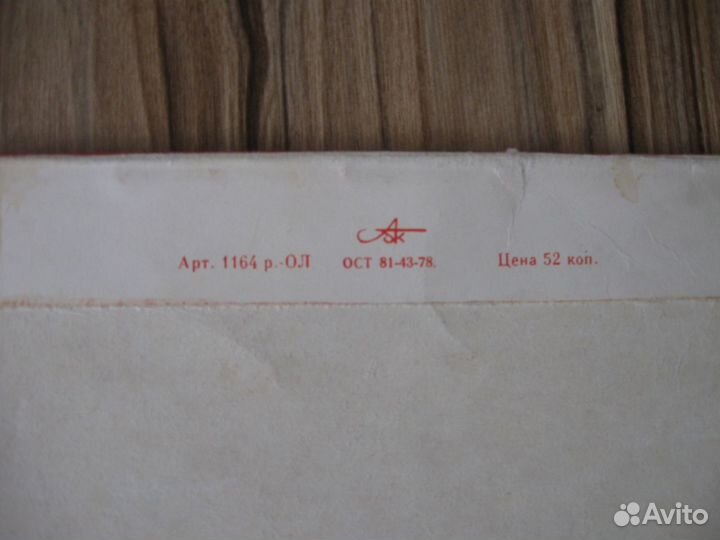 Арт. 1164 р.-ОЛ ОСТ 81-43-78. Цена 52 коп.
Avito